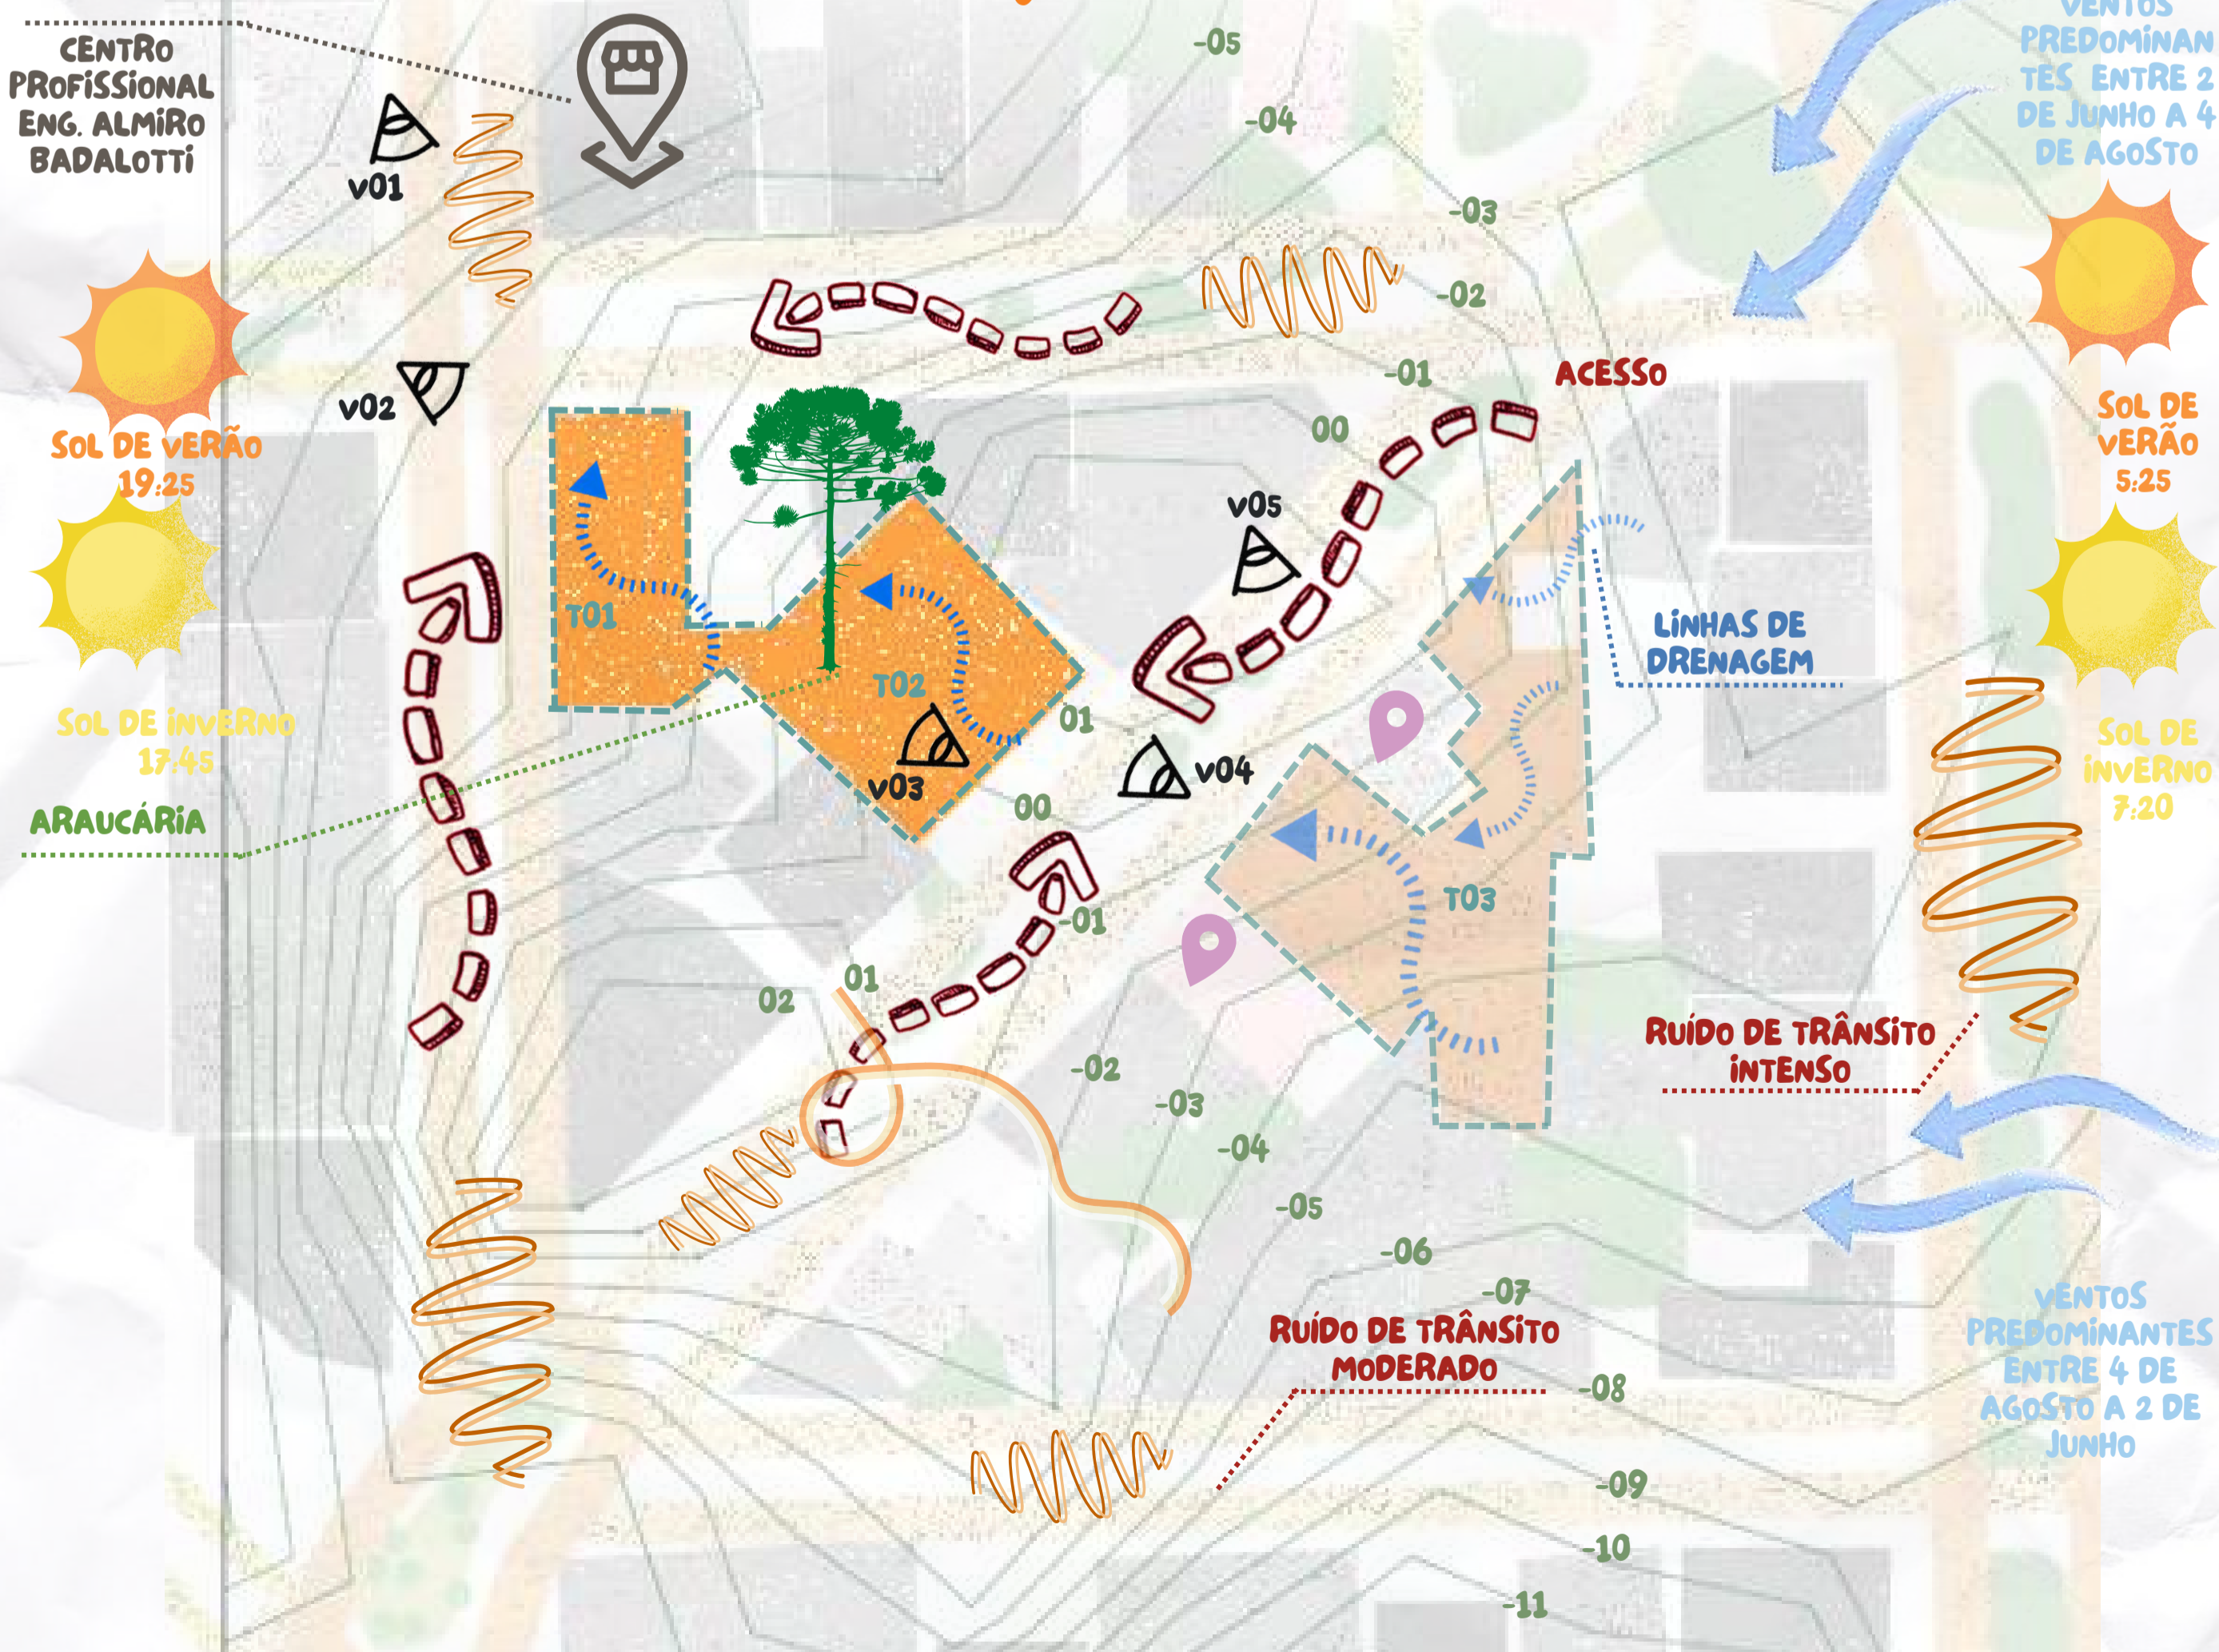 CENTRO
PROFISSIONAL
ENG. ALMIRO
BADALOTTI
V01
V02
SOL DE VERÃO
19:25
SOL DE INVERNO
17:45
ARAUCÁRIA
-05
-04
-03
-02
-01
00
VENTOS
PREDOMINAN
TES ENTRE 2
DE JUNHO A 4
DE AGOSTO
ACESSO
SOL DE
VERÃO
5:25
V05
T01
T02
V03
01
00
V04
LINHAS DE
DRENAGEM
SOL DE
INVERNO
7:20
T03
-01
01
02
-02
-03
-04
-05
-06
-07
-08
-09
-10
-11
RUÍDO DE TRÂNSITO
INTENSO
RUÍDO DE TRÂNSITO
MODERADO
VENTOS
PREDOMINANTES
ENTRE 4 DE
AGOSTO A 2 DE
JUNHO